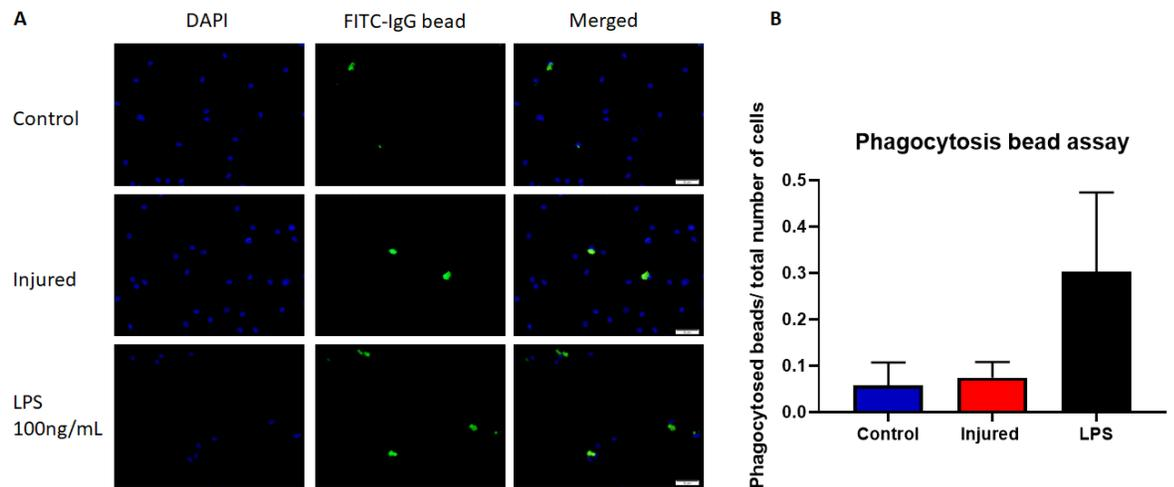 A
DAPI
FITC-IgG bead
Merged
Control
Injured
LPS
100ng/mL
B
Phagocytosis bead assay
Phagocytosed beads/ total number of cells
0.5
0.4
0.3
0.2
0.1
0.0
Control
Injured
LPS